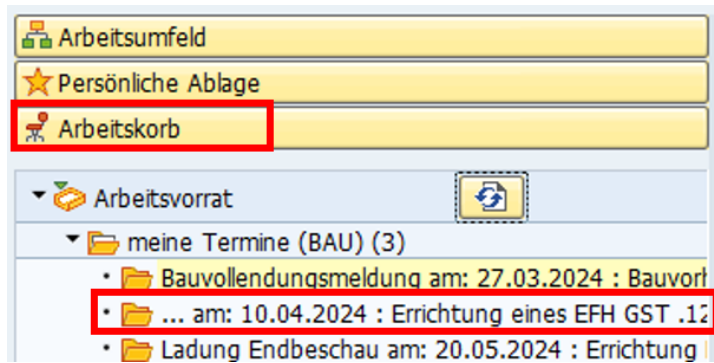 Arbeitsumfeld
Persönliche Ablage
Arbeitskorb
Arbeitsvorrat
meine Termine (BAU) (3)
Bauvollendungsmeldung am: 27.03.2024 : Bauvorh
... am: 10.04.2024 : Errichtung eines EFH GST .12
Ladung Endbeschau am: 20.05.2024 : Errichtung